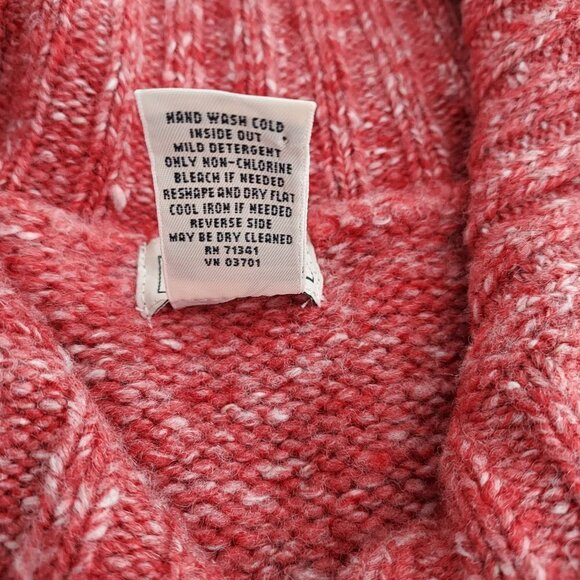 HAND WASH COLD
INSIDE OUT
MILD DETERGENT
ONLY NON-CHLORINE
BLEACH IF NEEDED
RESHAPE AND DRY FLAT
COOL IRON IF NEEDED
REVERSE SIDE
MAY BE DRY CLEANED
RN 71341
VN 03701